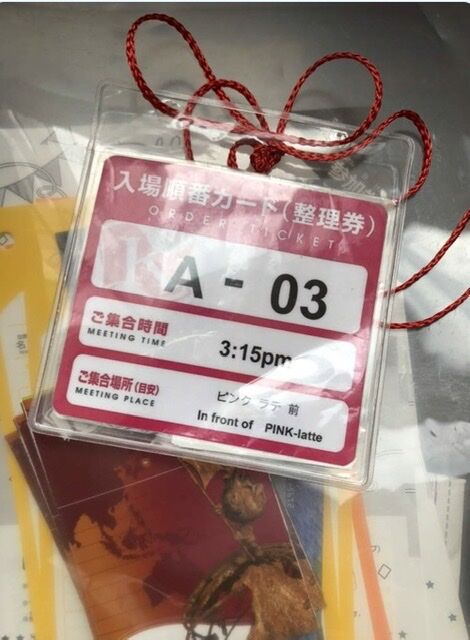 入場順番カード(整理券)
ORDER TICKET
A - 03
ご集合時間
MEETING TIME
3:15pm
ご集合場所(目安)
MEETING PLACE
ピンク ラテ 前
In front of PINK-latte